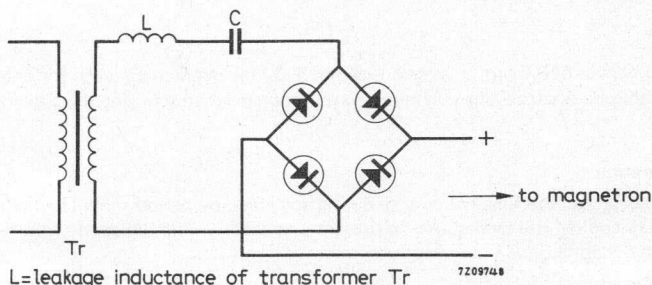 L
C
+
to magnetron
−
Tr
L=leakage inductance of transformer Tr
7Z09748